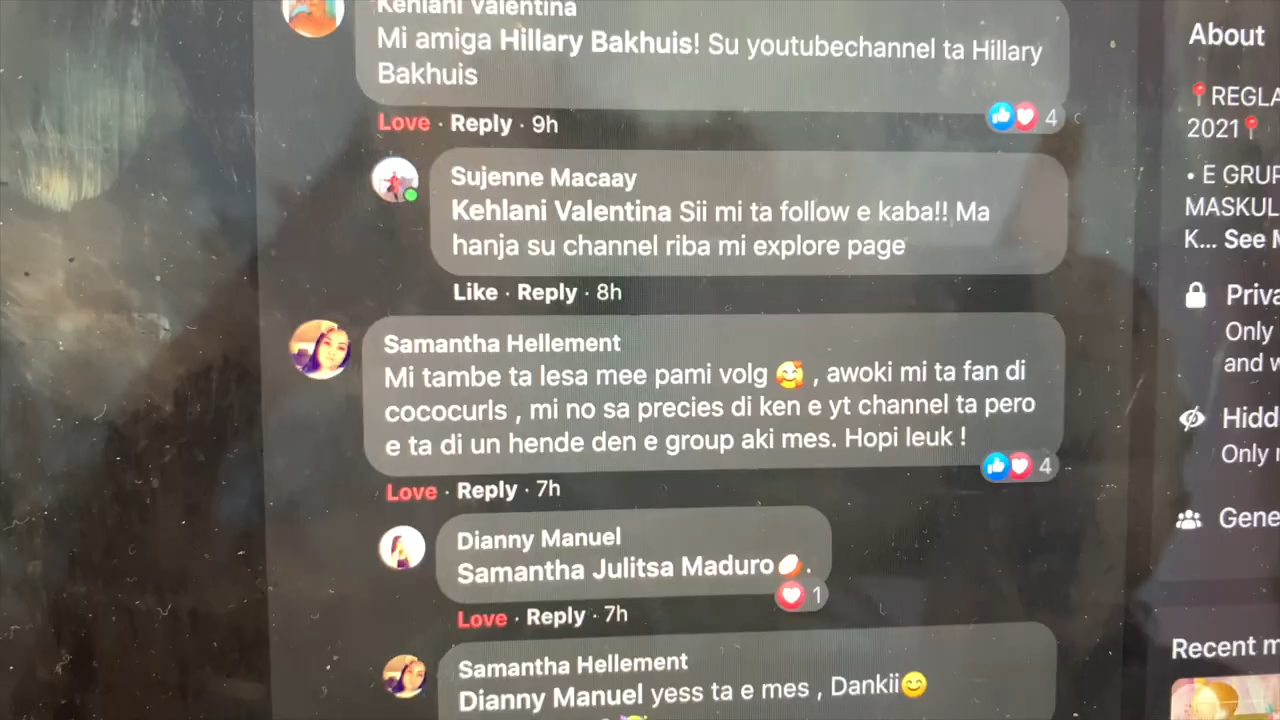 Kehlani Valentina
Mi amiga Hillary Bakhuis! Su youtubechannel ta Hillary
Bakhuis
Love · Reply · 9h
4
Sujenne Macaay
Kehlani Valentina Sii mi ta follow e kaba!! Ma
hanja su channel riba mi explore page
Like · Reply · 8h
Samantha Hellement
Mi tambe ta lesa mee pami volg 🥰 , awoki mi ta fan di
cococurls , mi no sa precies di ken e yt channel ta pero
e ta di un hende den e group aki mes. Hopi leuk !
4
Love · Reply · 7h
Dianny Manuel
Samantha Julitsa Maduro🥥.
1
Love · Reply · 7h
Samantha Hellement
Dianny Manuel yess ta e mes , Dankii😊
About
📍REGLA
2021📍
• E GRUP
MASKUL
K... See M
Priva
Only
and w
Hidd
Only
Gene
Recent m